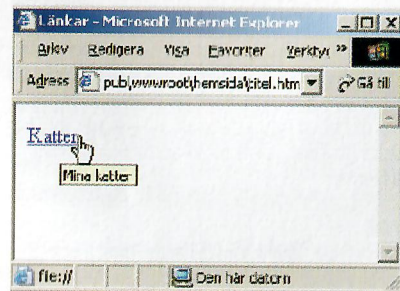 Länkar - Microsoft Internet Explorer
Arkiv Redigera Visa Favoriter Verktyg »
Adress pub\wwwroot\hemsida\titel.htm Gå till
Katter
Mina katter
file:// Den här datorn